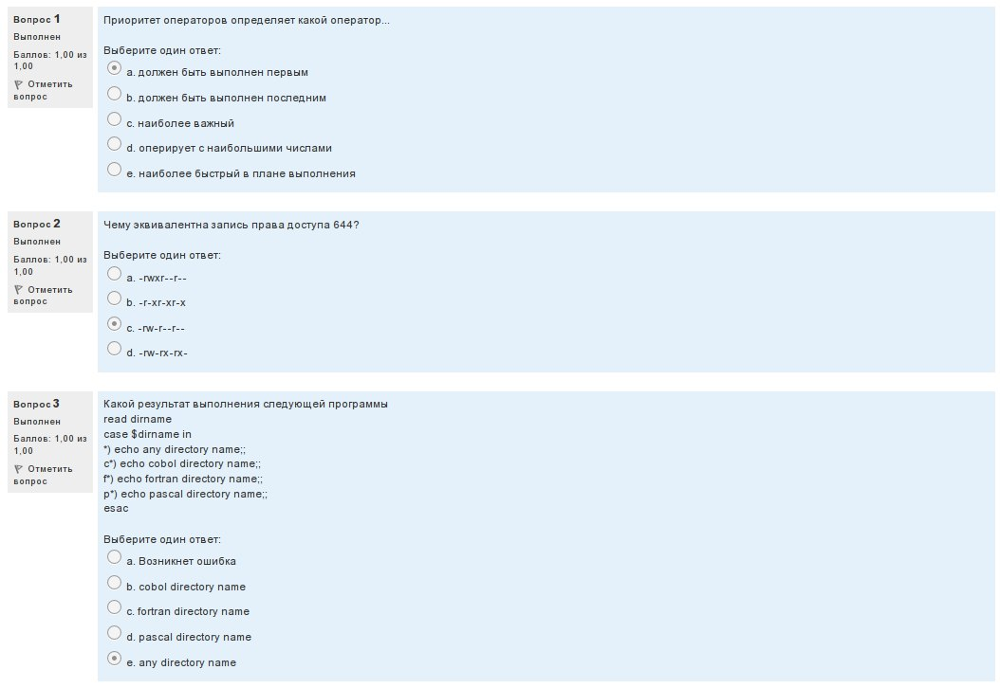 Вопрос 1
Выполнен
Баллов: 1,00 из
1,00
Отметить
вопрос
Приоритет операторов определяет какой оператор...
Выберите один ответ:
a. должен быть выполнен первым
b. должен быть выполнен последним
c. наиболее важный
d. оперирует с наибольшими числами
e. наиболее быстрый в плане выполнения
Вопрос 2
Выполнен
Баллов: 1,00 из
1,00
Отметить
вопрос
Чему эквивалентна запись права доступа 644?
Выберите один ответ:
a. -rwxr--r--
b. -r-xr-xr-x
c. -rw-r--r--
d. -rw-rx-rx-
Вопрос 3
Выполнен
Баллов: 1,00 из
1,00
Отметить
вопрос
Какой результат выполнения следующей программы
read dirname
case $dirname in
*) echo any directory name;;
c*) echo cobol directory name;;
f*) echo fortran directory name;;
p*) echo pascal directory name;;
esac
Выберите один ответ:
a. Возникнет ошибка
b. cobol directory name
c. fortran directory name
d. pascal directory name
e. any directory name